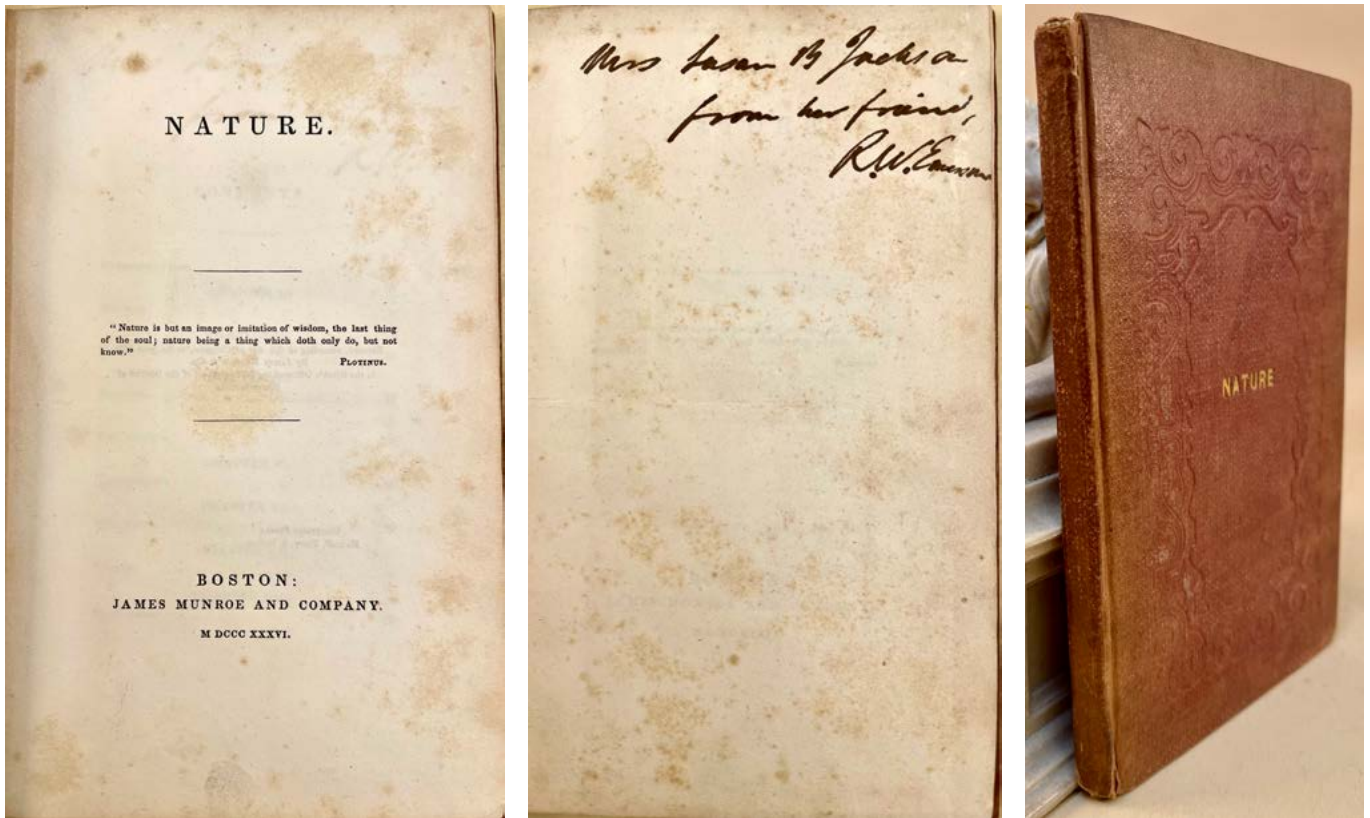 NATURE.
"Nature is but an image or imitation of wisdom, the last thing
of the soul; nature being a thing which doth only do, but not
know."
PLOTINUS.
BOSTON:
JAMES MUNROE AND COMPANY.
M DCCC XXXVI.
Mrs Susan B Jackson
from her friend,
R.W. Emerson
NATURE